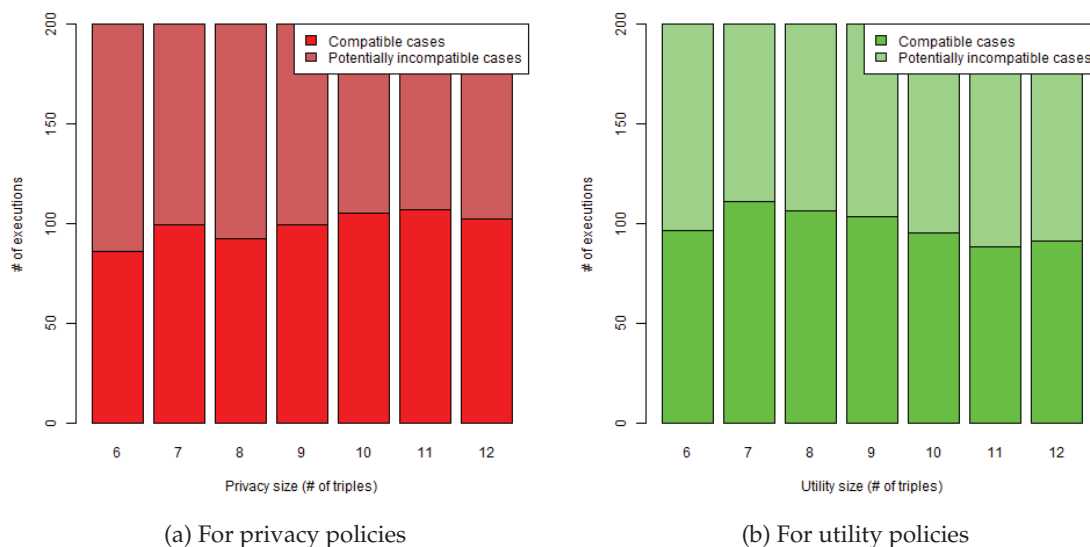 200
150
100
50
0
# of executions
Compatible cases
Potentially incompatible cases
6 7 8 9 10 11 12
Privacy size (# of triples)
(a) For privacy policies
200
150
100
50
0
# of executions
Compatible cases
Potentially incompatible cases
6 7 8 9 10 11 12
Utility size (# of triples)
(b) For utility policies